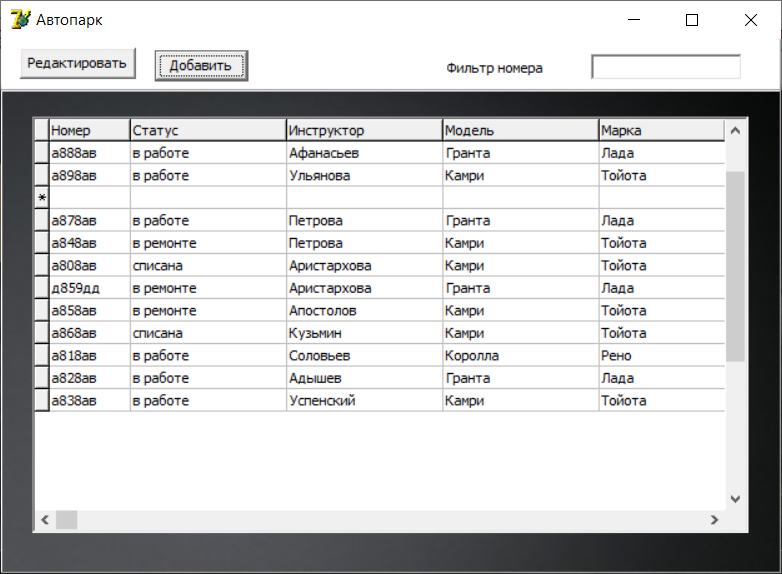 Автопарк
Редактировать Добавить Фильтр номера
Номер Статус Инструктор Модель Марка
а888ав в работе Афанасьев Гранта Лада
а898ав в работе Ульянова Камри Тойота
*
а878ав в работе Петрова Гранта Лада
а848ав в ремонте Петрова Камри Тойота
а808ав списана Аристархова Камри Тойота
д859дд в ремонте Аристархова Гранта Лада
а858ав в ремонте Апостолов Камри Тойота
а868ав списана Кузьмин Камри Тойота
а818ав в работе Соловьев Королла Рено
а828ав в работе Адышев Гранта Лада
а838ав в работе Успенский Камри Тойота